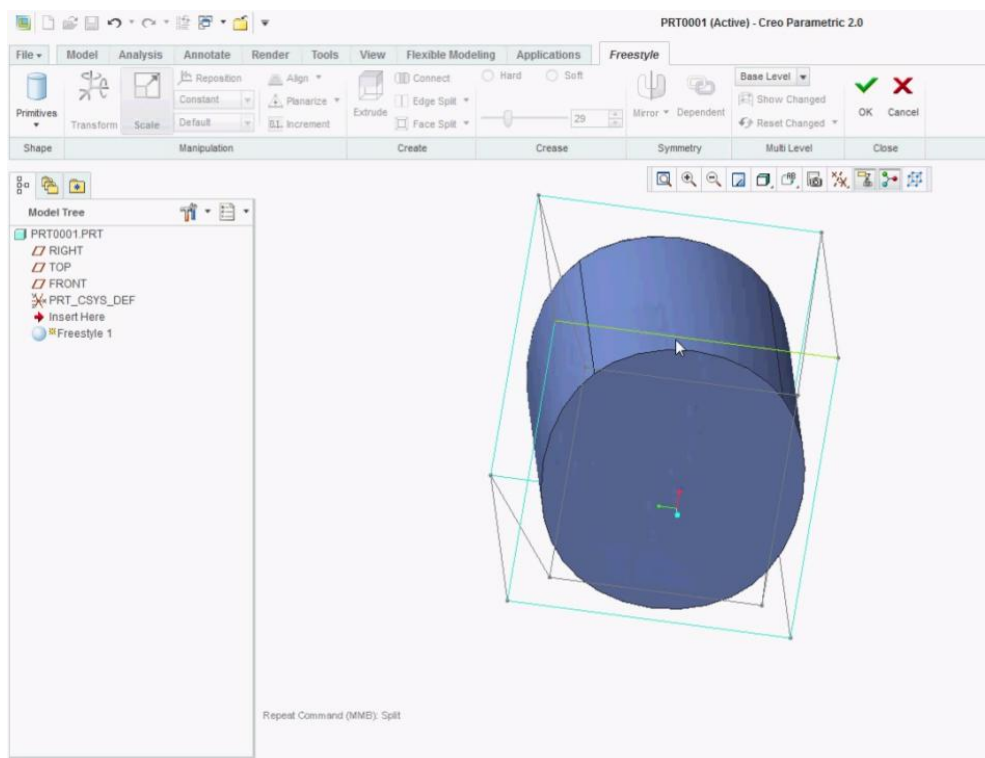 PRT0001 (Active) - Creo Parametric 2.0
File Model Analysis Annotate Render Tools View Flexible Modeling Applications Freestyle
Primitives
Transform
Scale
Reposition
Constant
Default
Align
Planarize
Increment
Extrude
Connect
Edge Split
Face Split
Hard Soft
29
Mirror
Dependent
Base Level
Show Changed
Reset Changed
OK
Cancel
Shape Manipulation Create Crease Symmetry Multi Level Close
Model Tree
PRT0001.PRT
RIGHT
TOP
FRONT
PRT_CSYS_DEF
Insert Here
Freestyle 1
Repeat Command (MMB): Split